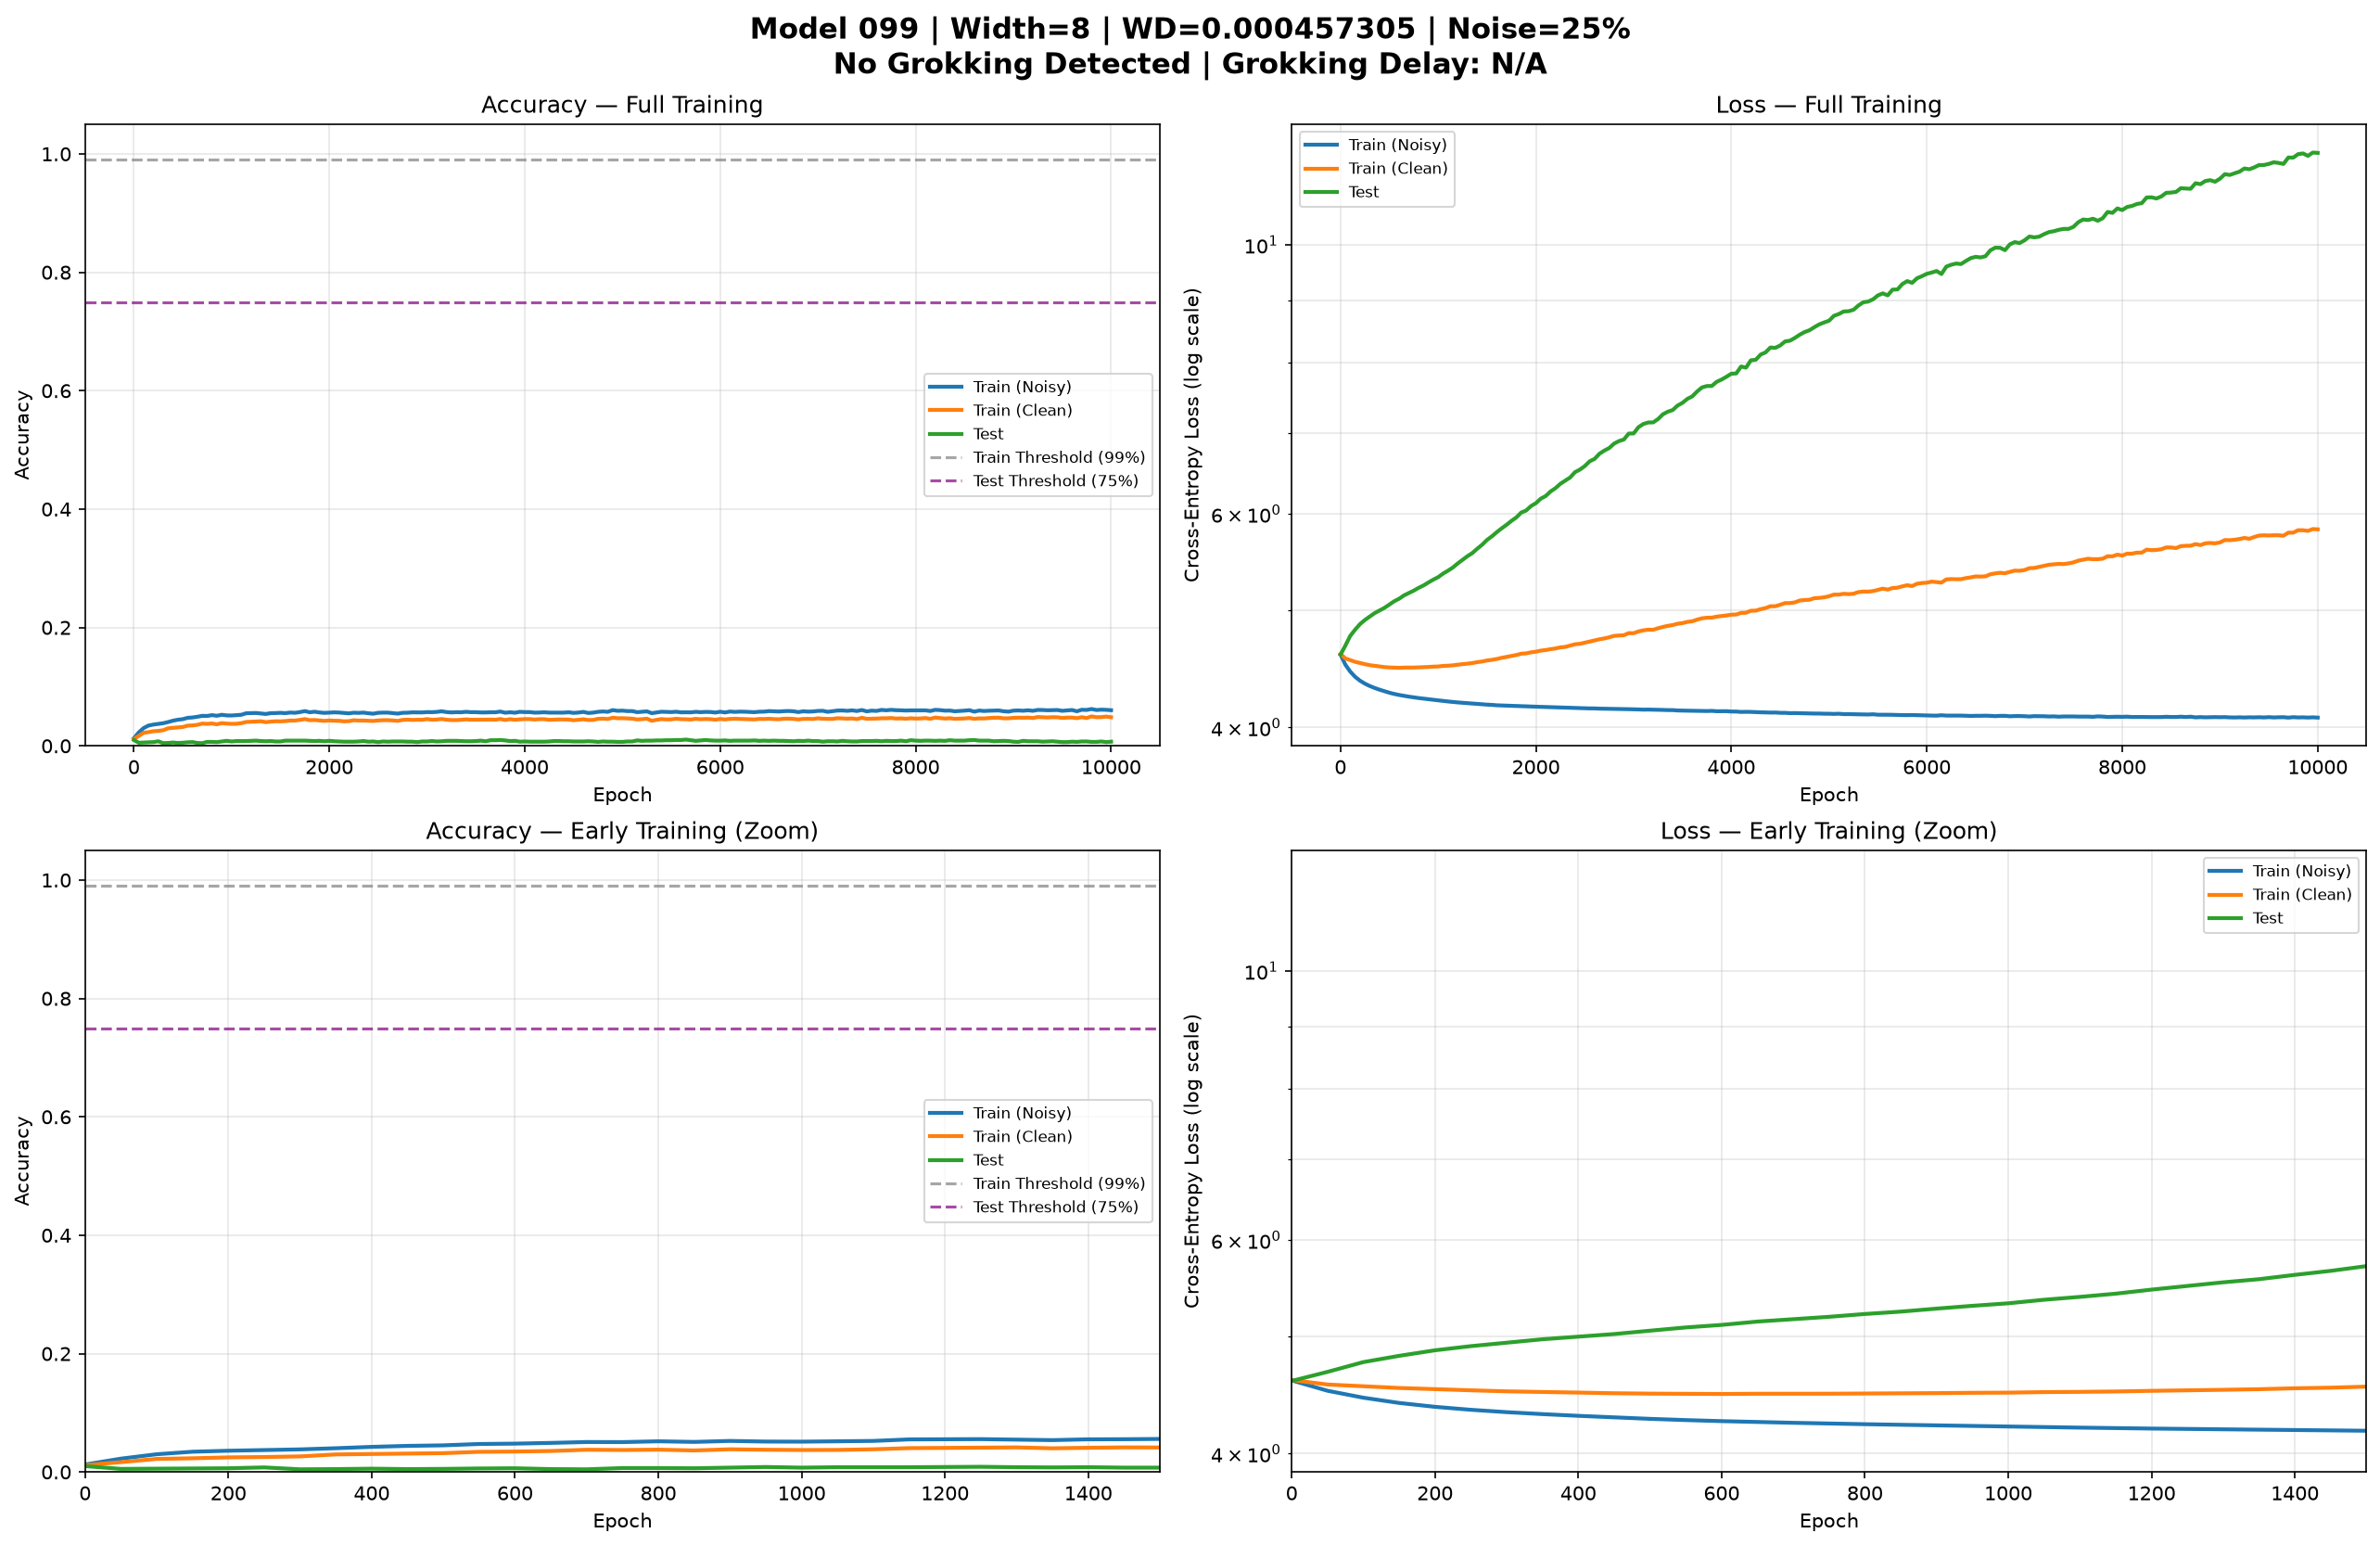 Model 099 | Width=8 | WD=0.000457305 | Noise=25%
No Grokking Detected | Grokking Delay: N/A
Accuracy — Full Training
Accuracy
1.0
0.8
0.6
0.4
0.2
0.0
Train (Noisy)
Train (Clean)
Test
Train Threshold (99%)
Test Threshold (75%)
0 2000 4000 6000 8000 10000
Epoch
Loss — Full Training
Cross-Entropy Loss (log scale)
10¹
6 × 10⁰
4 × 10⁰
Train (Noisy)
Train (Clean)
Test
0 2000 4000 6000 8000 10000
Epoch
Accuracy — Early Training (Zoom)
Accuracy
1.0
0.8
0.6
0.4
0.2
0.0
Train (Noisy)
Train (Clean)
Test
Train Threshold (99%)
Test Threshold (75%)
0 200 400 600 800 1000 1200 1400
Epoch
Loss — Early Training (Zoom)
Cross-Entropy Loss (log scale)
10¹
6 × 10⁰
4 × 10⁰
Train (Noisy)
Train (Clean)
Test
0 200 400 600 800 1000 1200 1400
Epoch